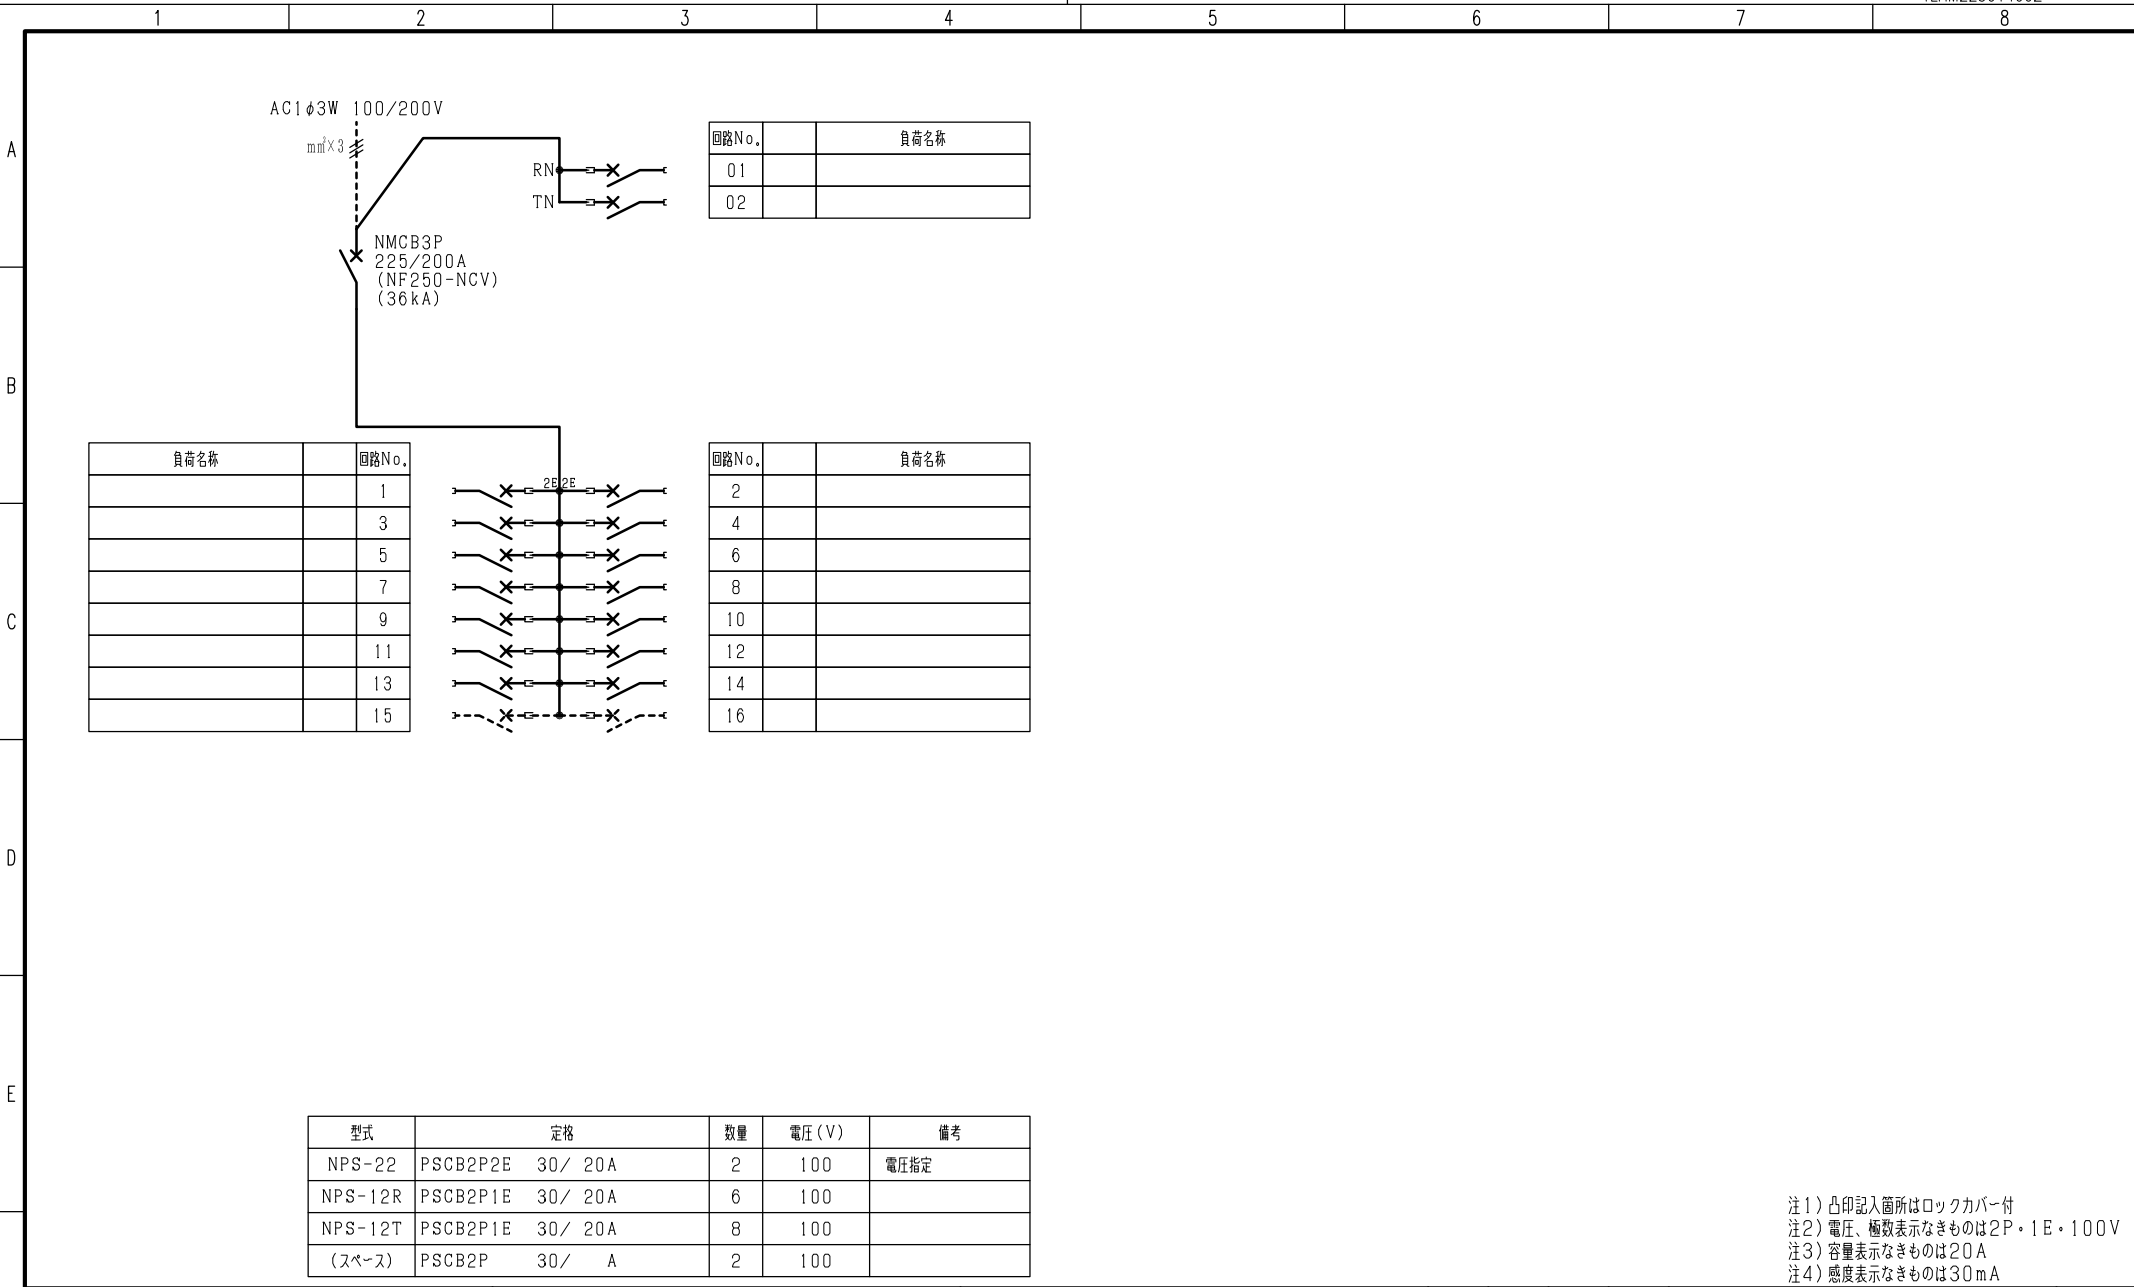 1 2 3 4 5 6 7 8
A
B
C
D
E
AC1φ3W 100/200V
m㎡×3
RN
TN
回路No. 負荷名称
01
02
NMCB3P
225/200A
(NF250-NCV)
(36kA)
負荷名称 回路No.
1
3
5
7
9
11
13
15
2E 2E
回路No. 負荷名称
2
4
6
8
10
12
14
16
型式 定格 数量 電圧(V) 備考
NPS-22 PSCB2P2E 30/ 20A 2 100 電圧指定
NPS-12R PSCB2P1E 30/ 20A 6 100
NPS-12T PSCB2P1E 30/ 20A 8 100
(スペース) PSCB2P 30/ A 2 100
注1)凸印記入箇所はロックカバー付
注2)電圧、極数表示なきものは2P・1E・100V
注3)容量表示なきものは20A
注4)感度表示なきものは30mA